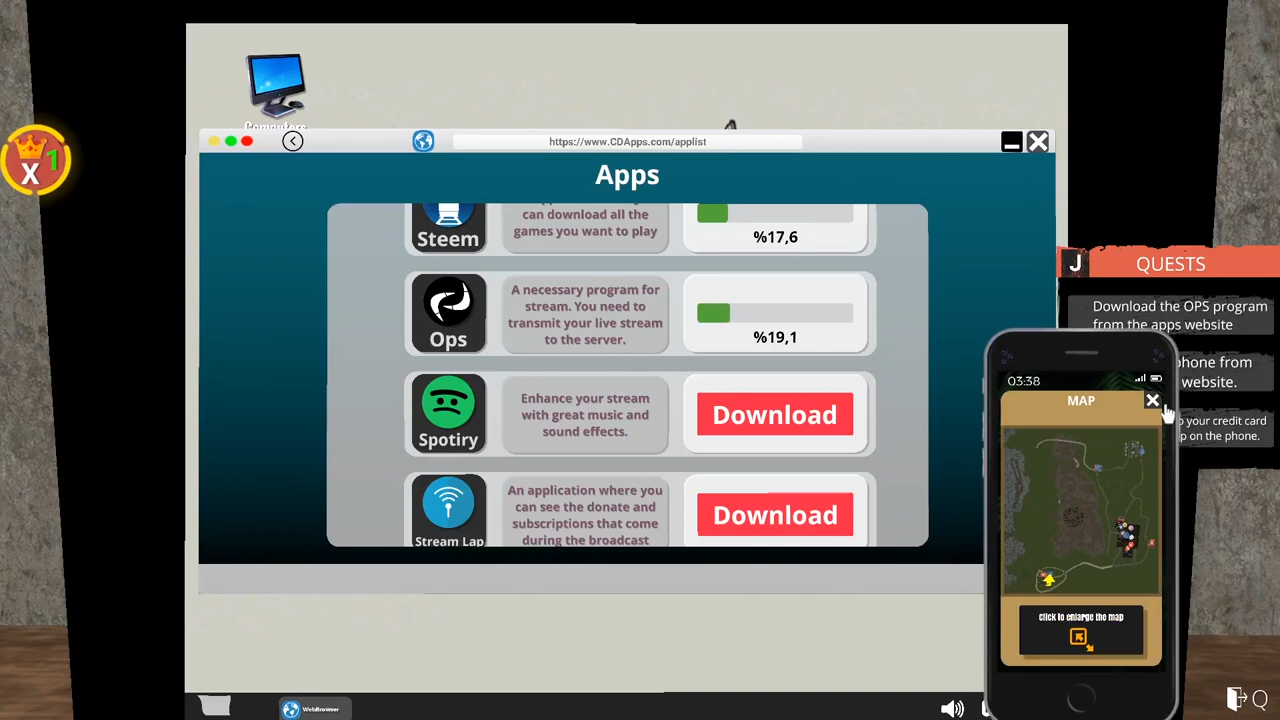 Computers
https://www.CDApps.com/applist
Apps
Steem
can download all the
games you want to play
%17,6
Ops
A necessary program for
stream. You need to
transmit your live stream
to the server.
%19,1
Spotiry
Enhance your stream
with great music and
sound effects.
Download
Stream Lap
An application where you
can see the donate and
subscriptions that come
during the broadcast
Download
WebBrowser
X 1
J QUESTS
Download the OPS program
from the apps website
phone from
website.
your credit card
on the phone.
03:38
MAP
Click to enlarge the map
Q